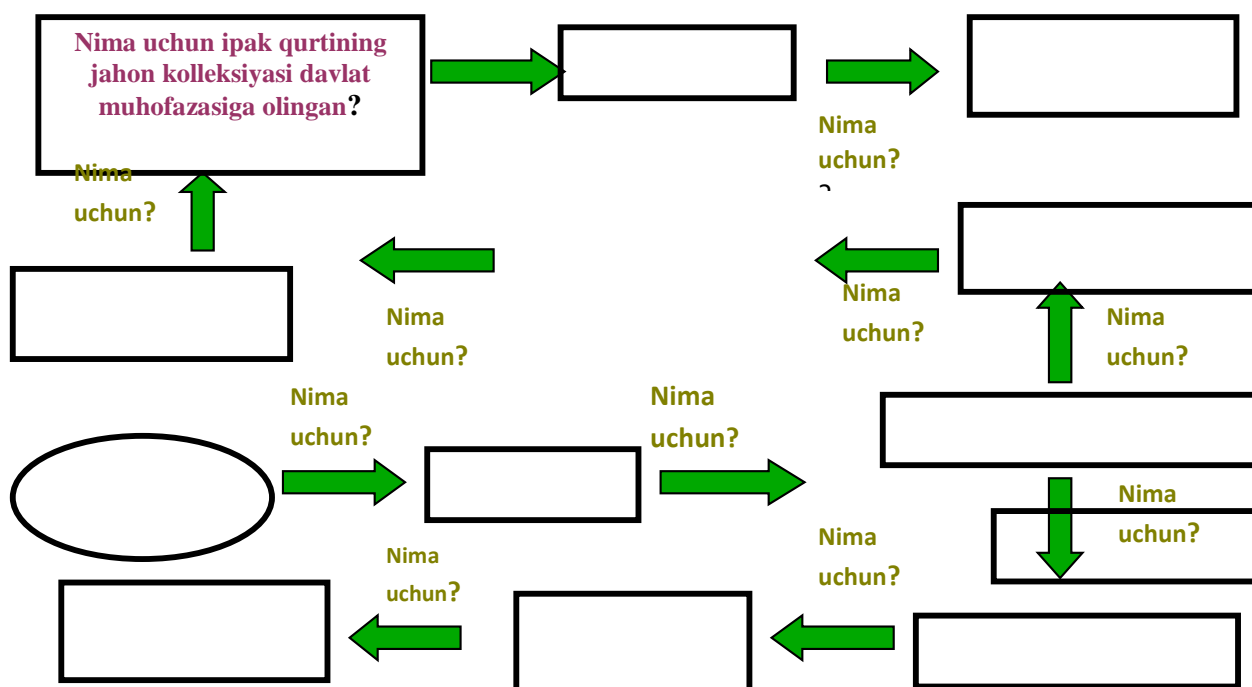 Nima uchun ipak qurtining
jahon kolleksiyasi davlat
muhofazasiga olingan?
Nima
uchun?
?
Nima
uchun?
Nima
uchun?
Nima
uchun?
Nima
uchun?
Nima
uchun?
Nima
uchun?
Nima
uchun?
Nima
uchun?
Nima
uchun?